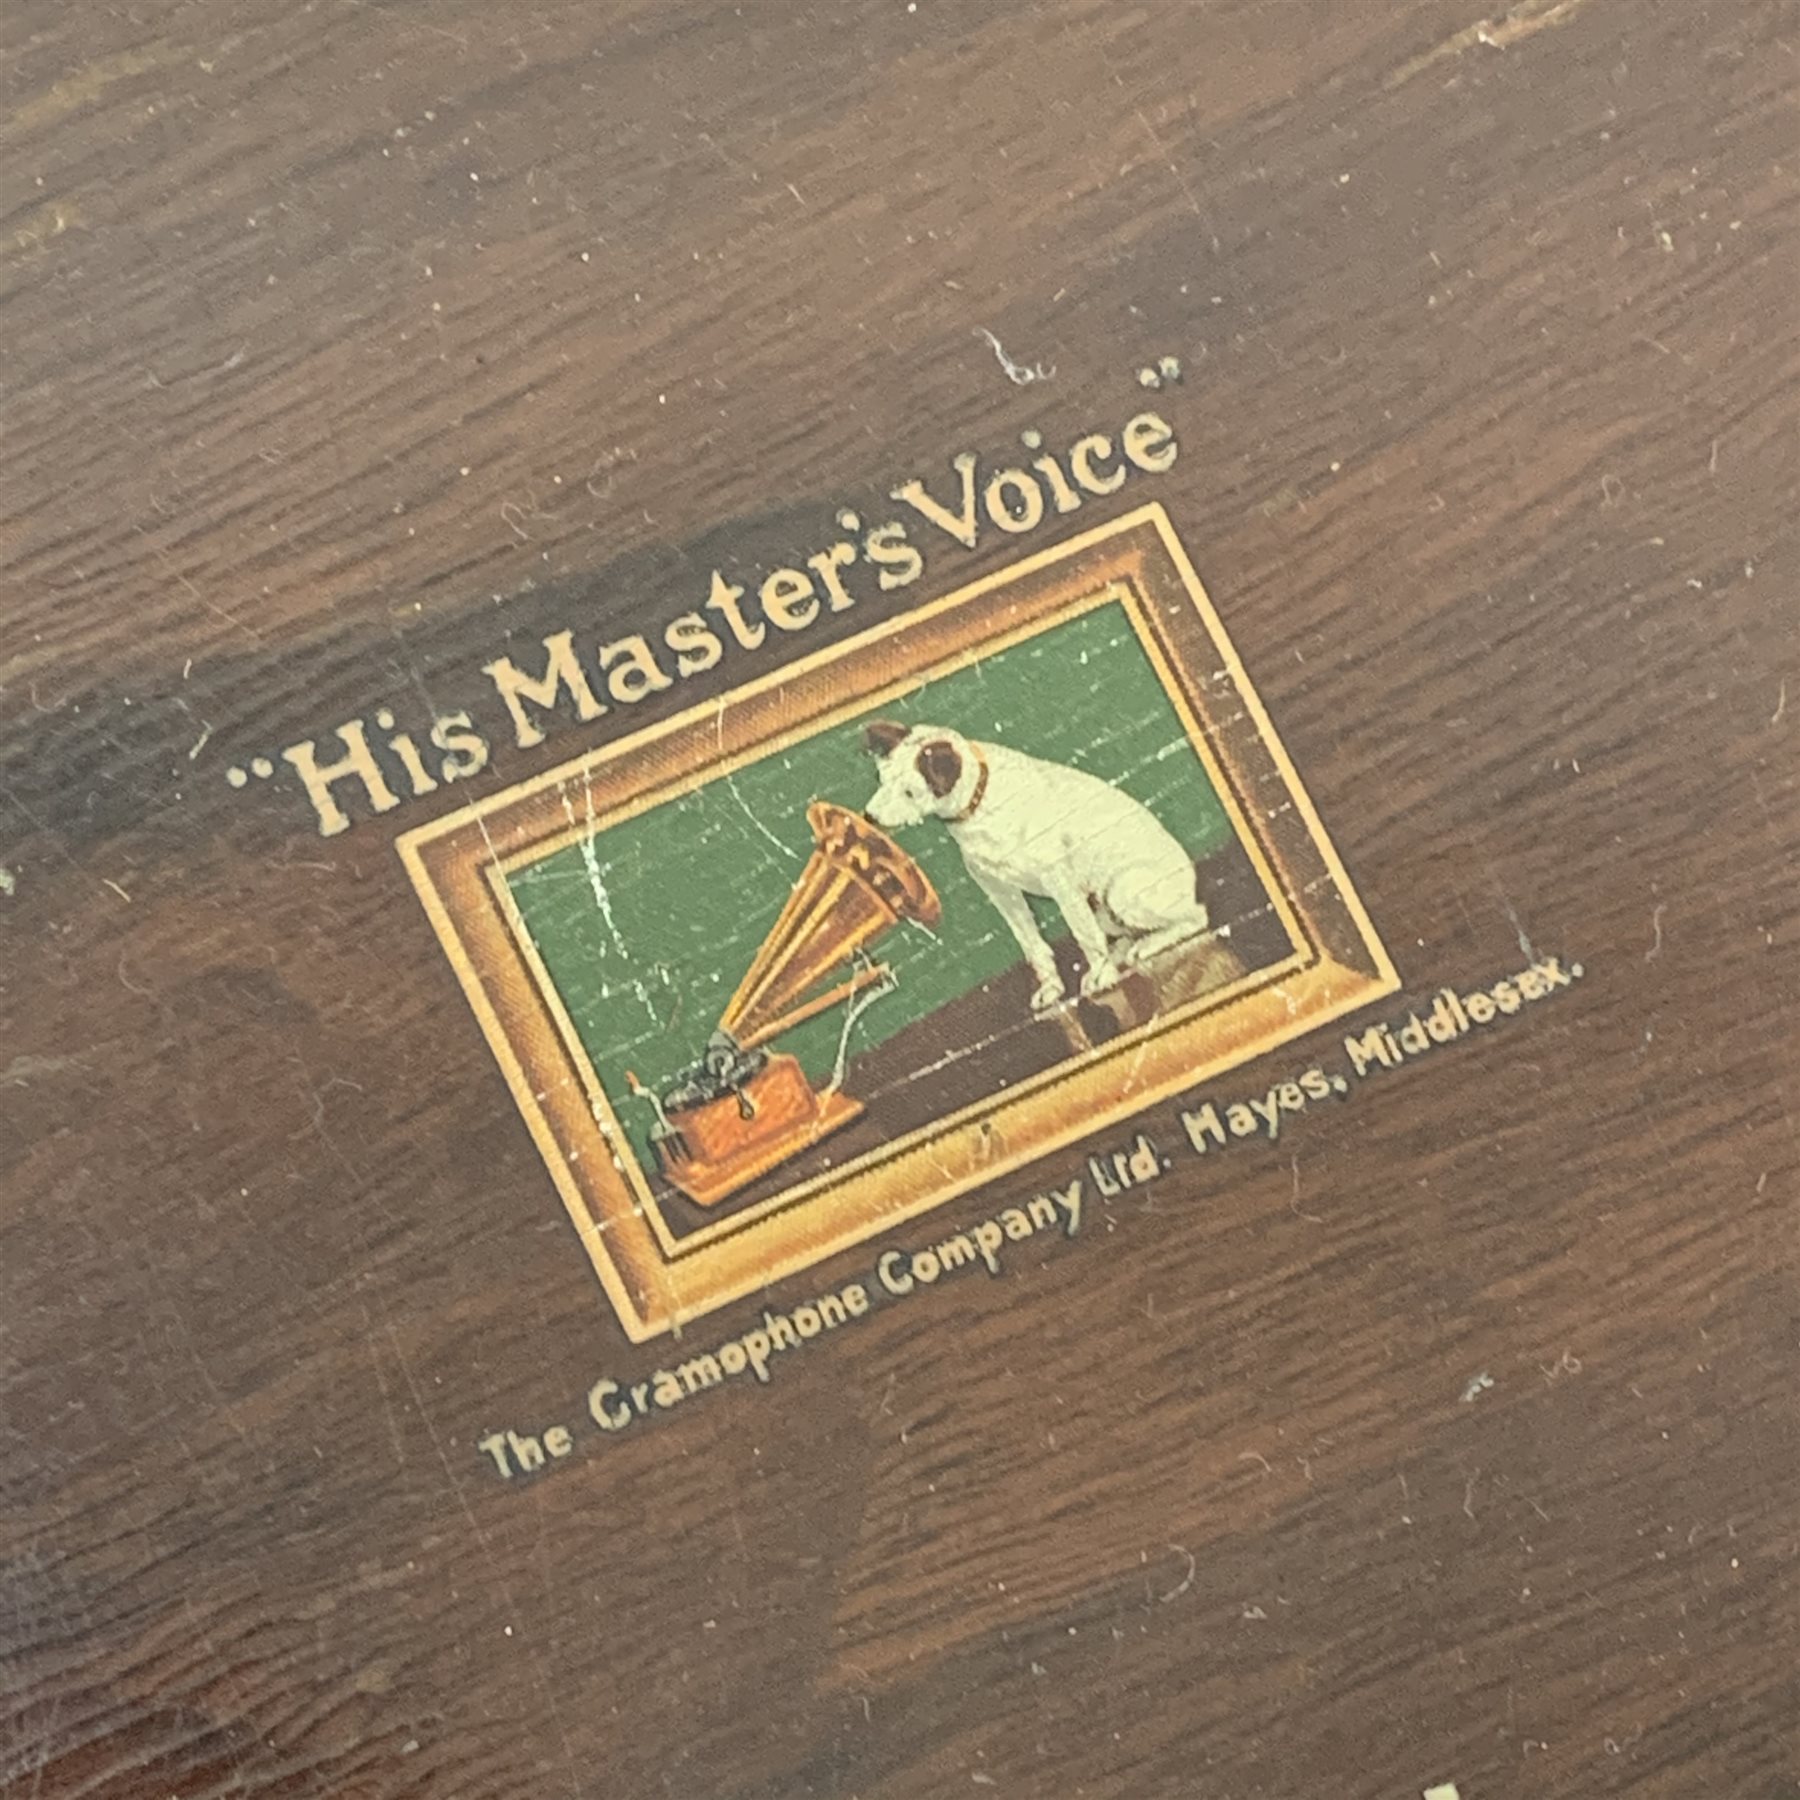 "His Master's Voice"
The Gramophone Company Ltd. Hayes, Middlesex.